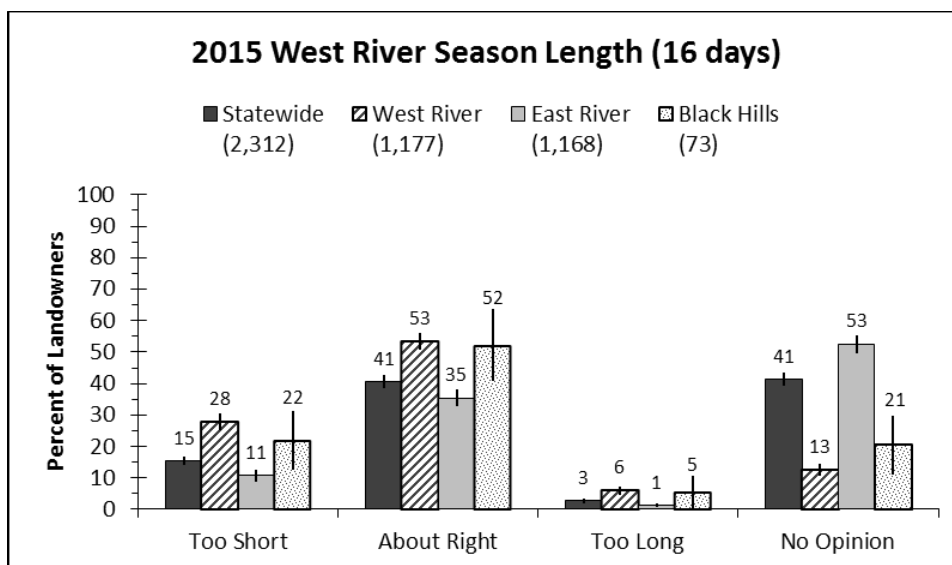 2015 West River Season Length (16 days)
Statewide West River East River Black Hills
(2,312) (1,177) (1,168) (73)
Percent of Landowners
100
90
80
70
60
50
40
30
20
10
0
15 28 11 22
41 53 35 52
3 6 1 5
41 13 53 21
Too Short About Right Too Long No Opinion